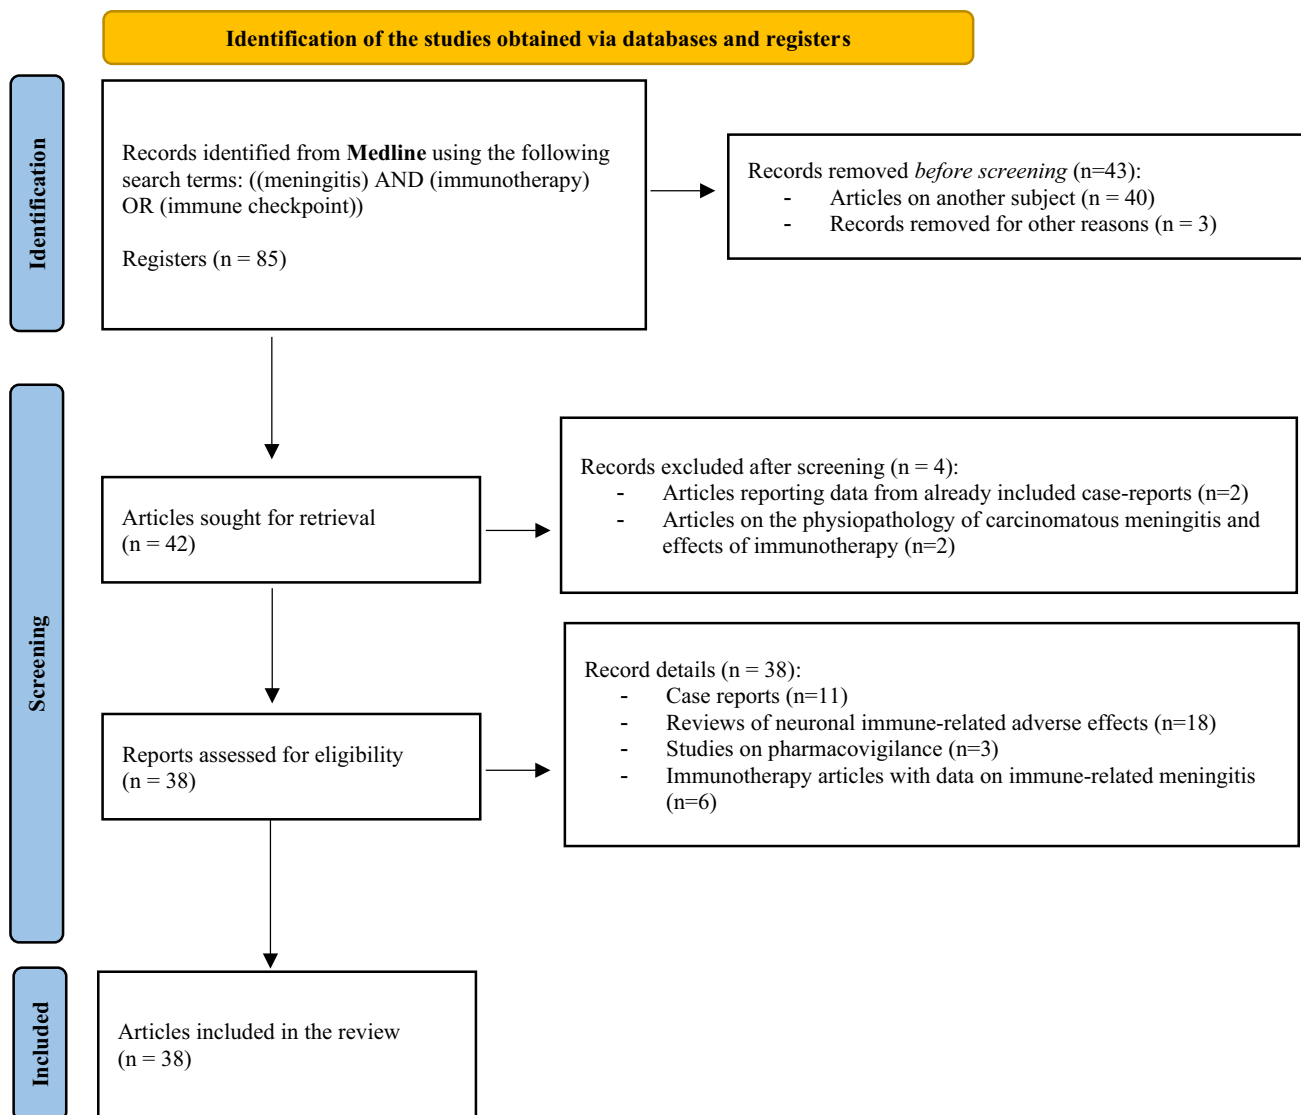 Identification of the studies obtained via databases and registers
Identification
Records identified from Medline using the following
search terms: ((meningitis) AND (immunotherapy)
OR (immune checkpoint))
Registers (n = 85)
Records removed before screening (n=43):
- Articles on another subject (n = 40)
- Records removed for other reasons (n = 3)
Screening
Articles sought for retrieval
(n = 42)
Records excluded after screening (n = 4):
- Articles reporting data from already included case-reports (n=2)
- Articles on the physiopathology of carcinomatous meningitis and
effects of immunotherapy (n=2)
Reports assessed for eligibility
(n = 38)
Record details (n = 38):
- Case reports (n=11)
- Reviews of neuronal immune-related adverse effects (n=18)
- Studies on pharmacovigilance (n=3)
- Immunotherapy articles with data on immune-related meningitis
(n=6)
Included
Articles included in the review
(n = 38)